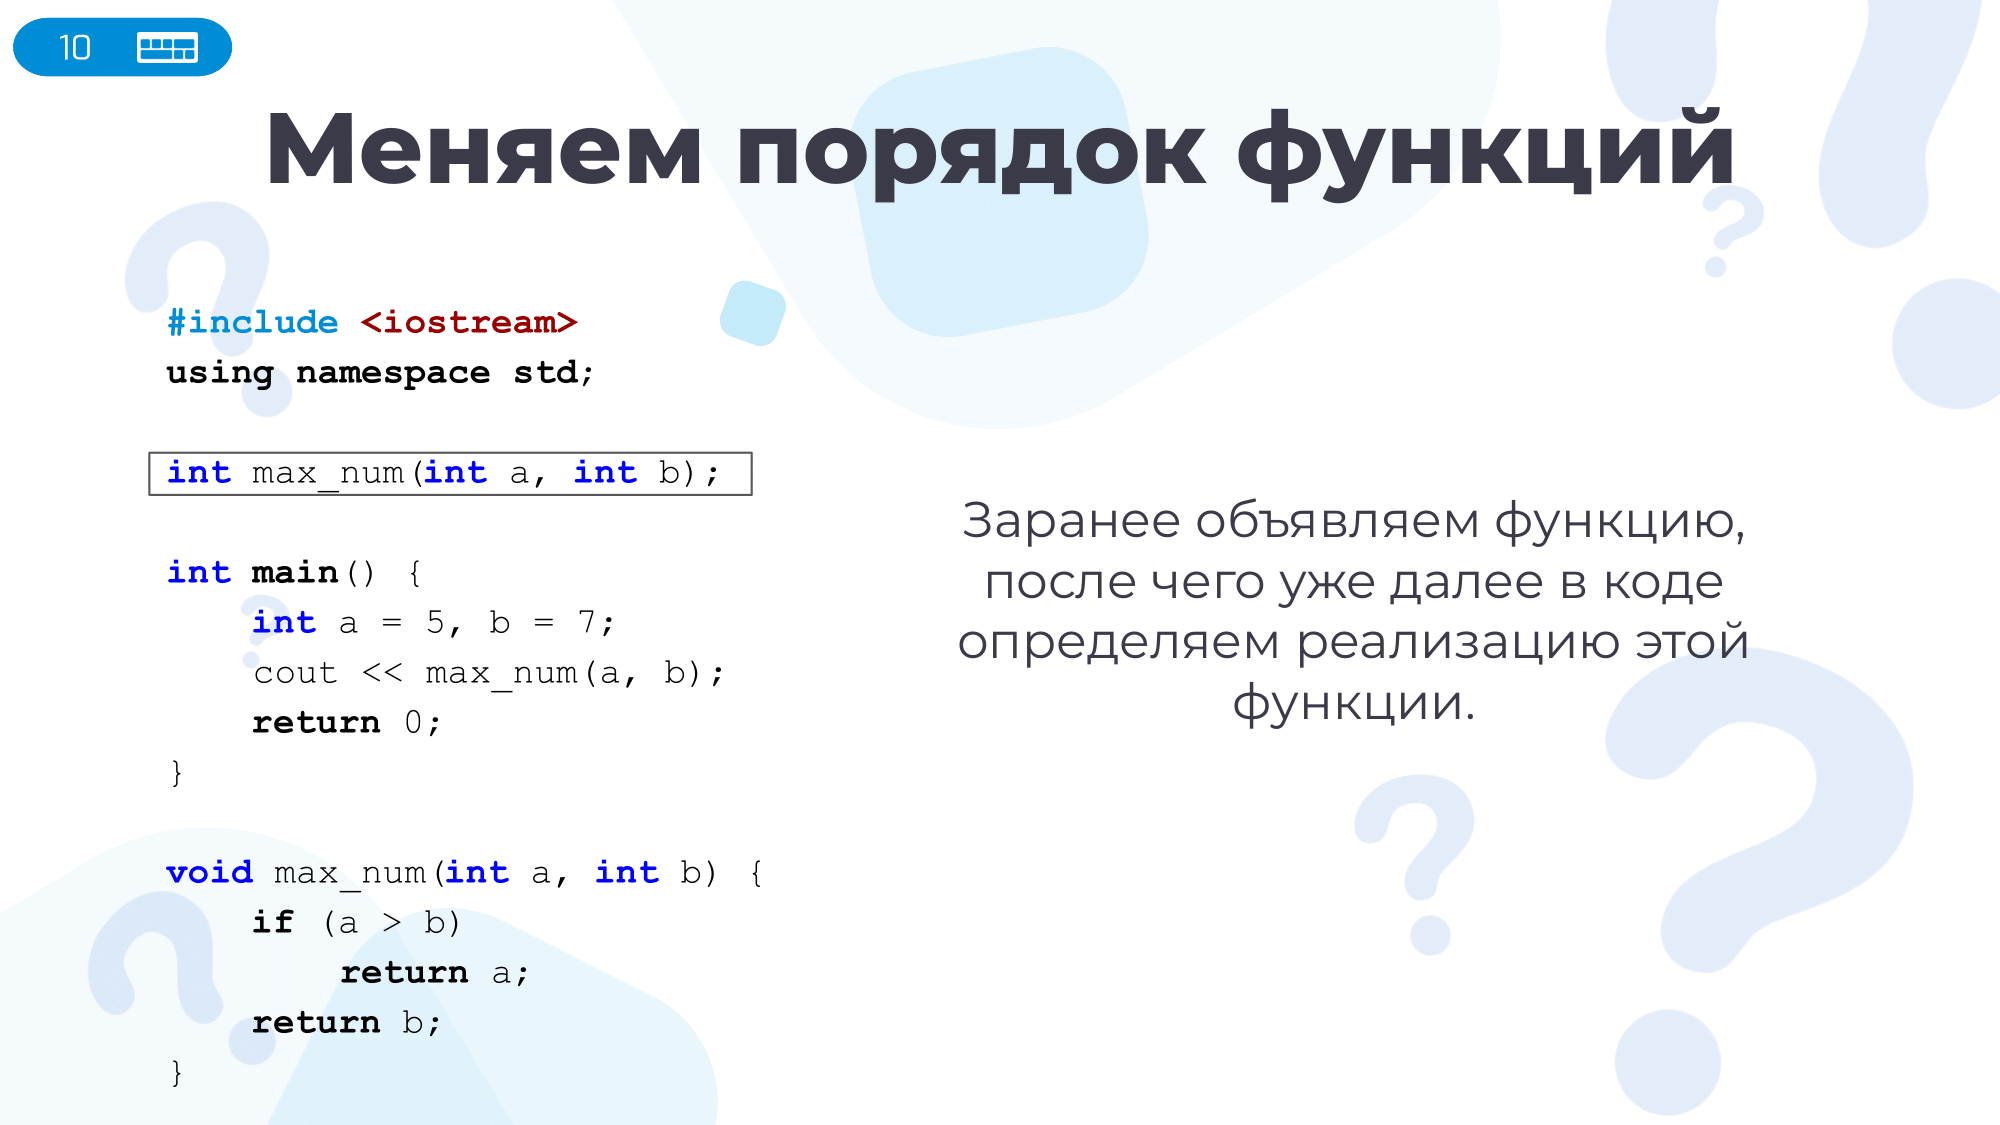 10
Меняем порядок функций
#include <iostream>
using namespace std;
int max_num(int a, int b);
int main() {
    int a = 5, b = 7;
    cout << max_num(a, b);
    return 0;
}
void max_num(int a, int b) {
    if (a > b)
        return a;
    return b;
}
Заранее объявляем функцию,
после чего уже далее в коде
определяем реализацию этой
функции.